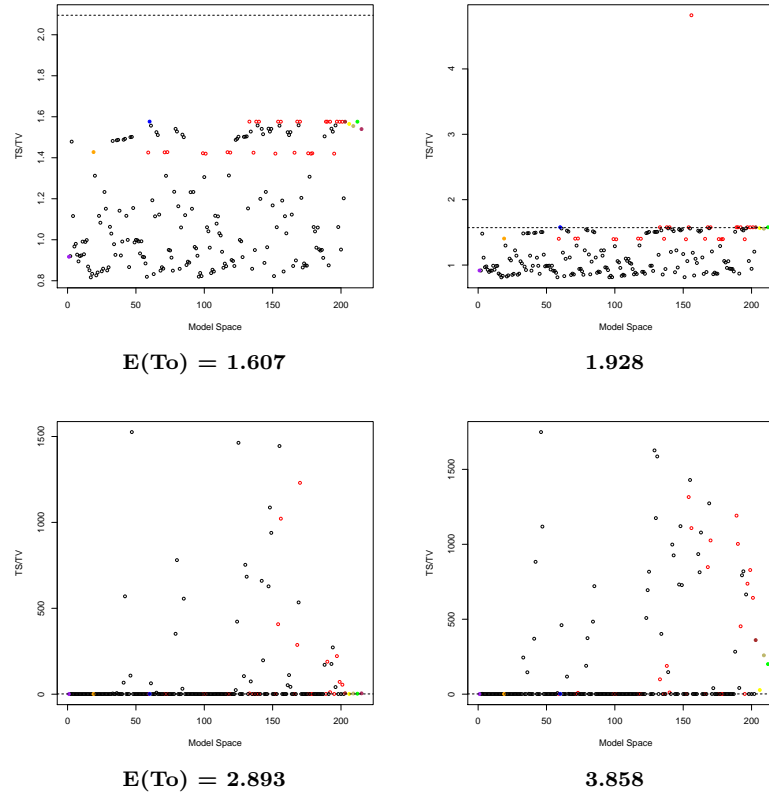 2.0
1.8
1.6
1.4
1.2
1.0
0.8
TS/TV
0 50 100 150 200
Model Space
E(To) = 1.607
4
3
2
1
TS/TV
0 50 100 150 200
Model Space
1.928
1500
1000
500
0
TS/TV
0 50 100 150 200
Model Space
E(To) = 2.893
1500
1000
500
0
TS/TV
0 50 100 150 200
Model Space
3.858